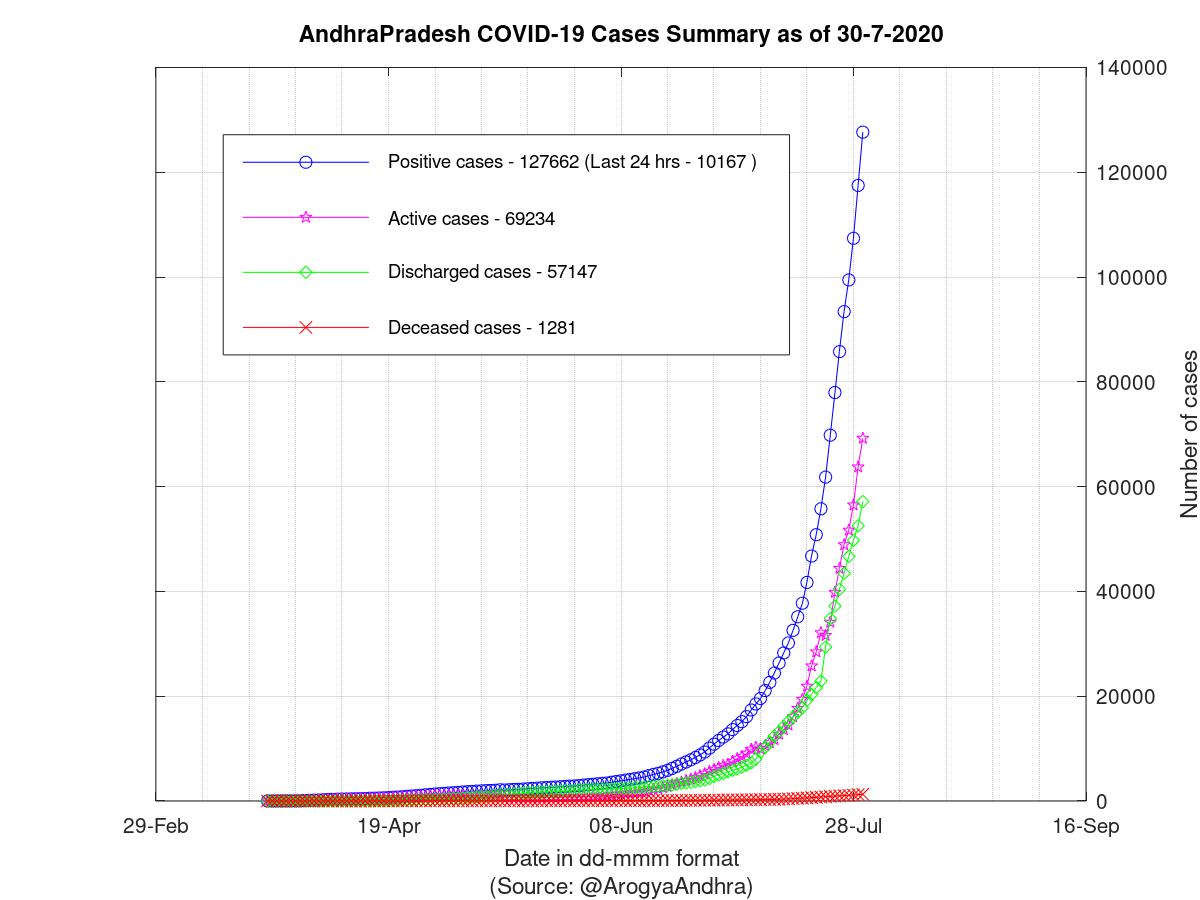 AndhraPradesh COVID-19 Cases Summary as of 30-7-2020
140000
120000
100000
80000
60000
40000
20000
0
Number of cases
Positive cases - 127662 (Last 24 hrs - 10167 )
Active cases - 69234
Discharged cases - 57147
Deceased cases - 1281
29-Feb 19-Apr 08-Jun 28-Jul 16-Sep
Date in dd-mmm format
(Source: @ArogyaAndhra)